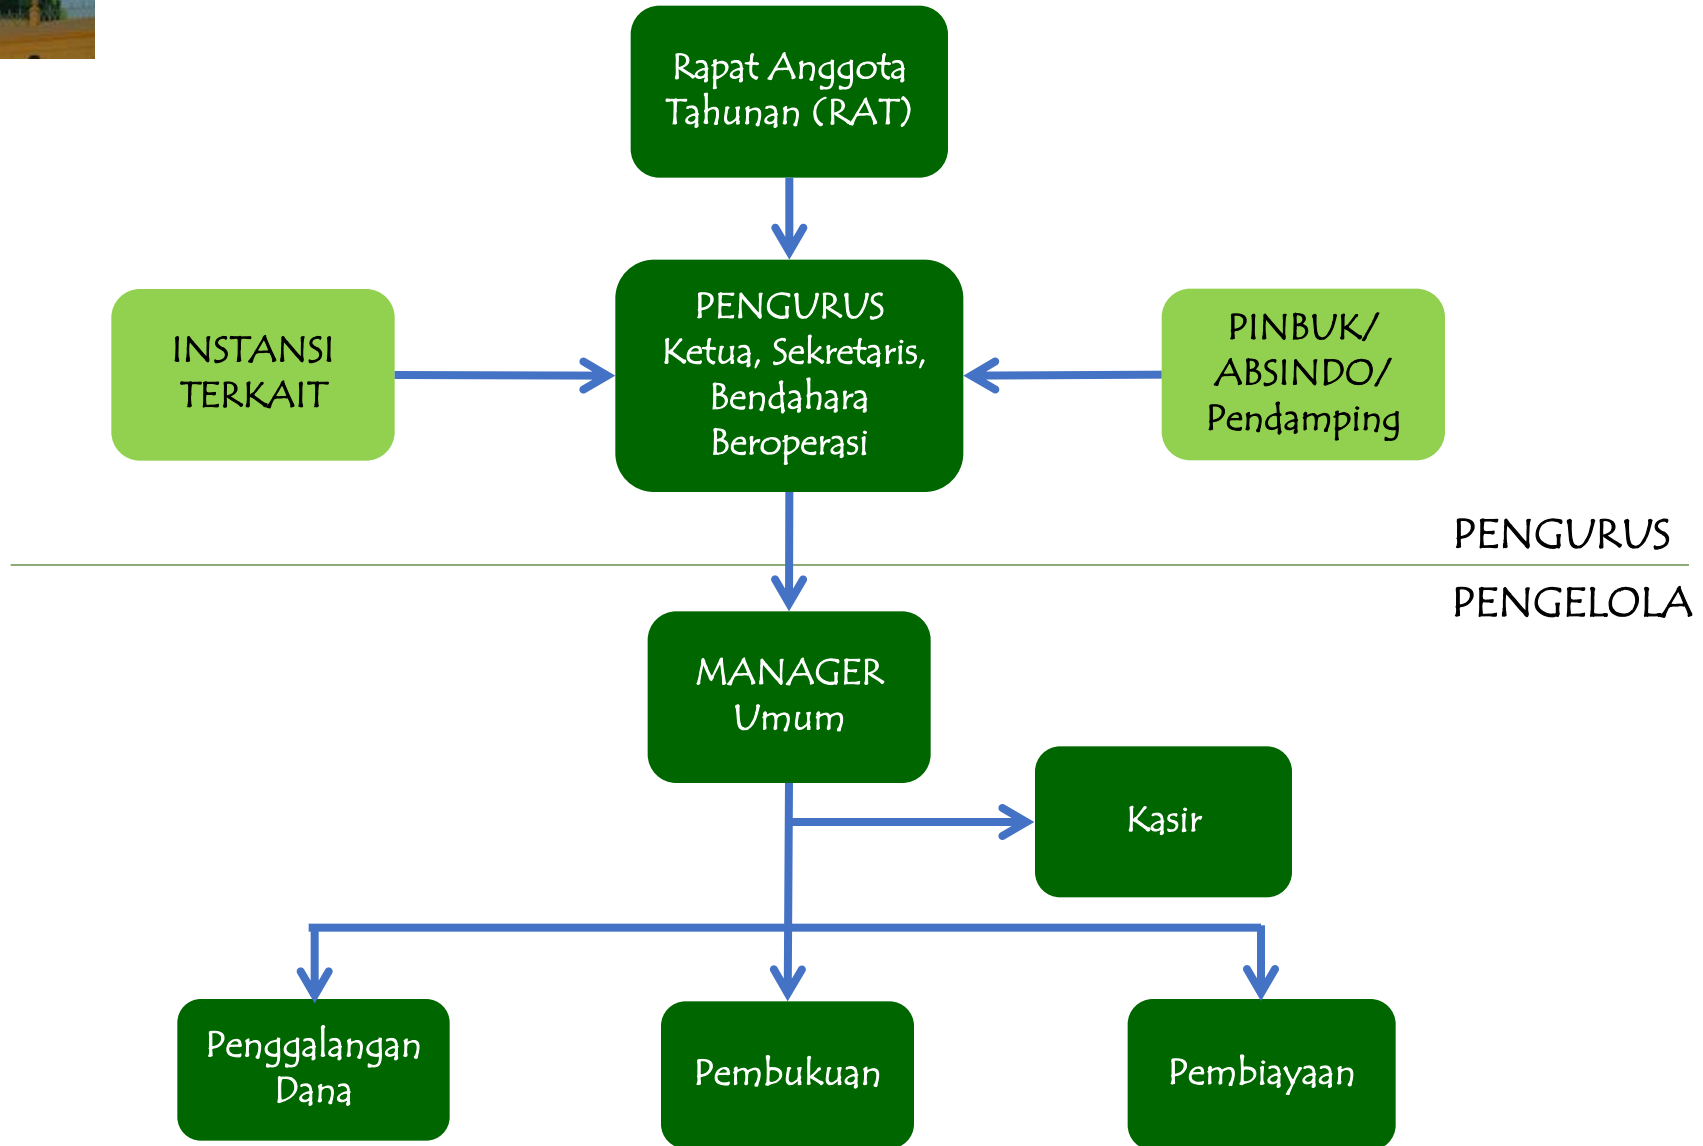 Rapat Anggota
Tahunan (RAT)
INSTANSI
TERKAIT
PENGURUS
Ketua, Sekretaris,
Bendahara
Beroperasi
PINBUK/
ABSINDO/
Pendamping
PENGURUS
PENGELOLA
MANAGER
Umum
Kasir
Penggalangan
Dana
Pembukuan
Pembiayaan